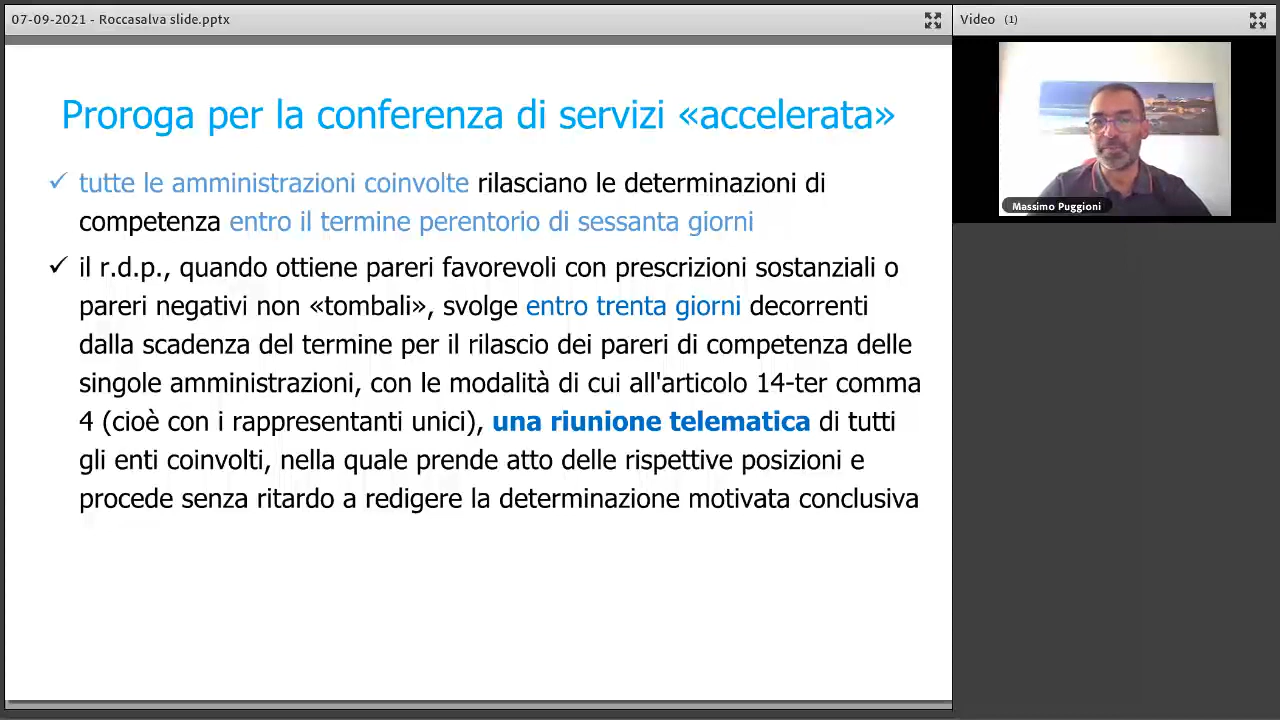 07-09-2021 - Roccasalva slide.pptx
Video (1)
Proroga per la conferenza di servizi «accelerata»
✓ tutte le amministrazioni coinvolte rilasciano le determinazioni di
competenza entro il termine perentorio di sessanta giorni
✓ il r.d.p., quando ottiene pareri favorevoli con prescrizioni sostanziali o
pareri negativi non «tombali», svolge entro trenta giorni decorrenti
dalla scadenza del termine per il rilascio dei pareri di competenza delle
singole amministrazioni, con le modalità di cui all'articolo 14-ter comma
4 (cioè con i rappresentanti unici), una riunione telematica di tutti
gli enti coinvolti, nella quale prende atto delle rispettive posizioni e
procede senza ritardo a redigere la determinazione motivata conclusiva
Massimo Puggioni